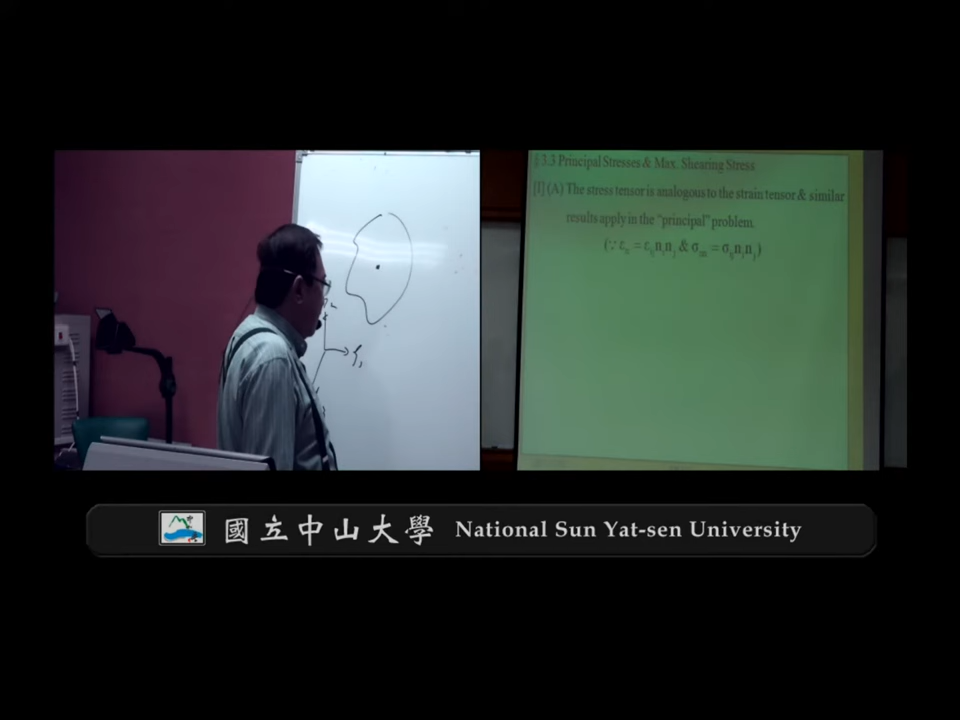 § 3.3 Principal Stresses & Max. Shearing Stress
[I] (A) The stress tensor is analogous to the strain tensor & similar
results apply in the "principal" problem.
(∵ ε = ε_ij n_i n_j & σ_nn = σ_ij n_i n_j)
國立中山大學 National Sun Yat-sen University